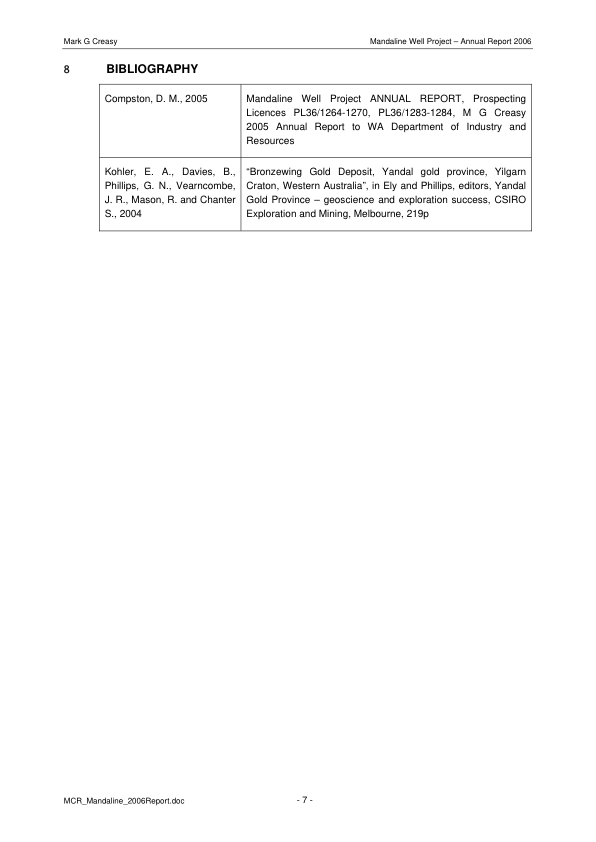 Mark G Creasy Mandaline Well Project – Annual Report 2006
8 BIBLIOGRAPHY
Compston, D. M., 2005
Mandaline Well Project ANNUAL REPORT, Prospecting
Licences PL36/1264-1270, PL36/1283-1284, M G Creasy
2005 Annual Report to WA Department of Industry and
Resources
Kohler, E. A., Davies, B.,
Phillips, G. N., Vearncombe,
J. R., Mason, R. and Chanter
S., 2004
“Bronzewing Gold Deposit, Yandal gold province, Yilgarn
Craton, Western Australia”, in Ely and Phillips, editors, Yandal
Gold Province – geoscience and exploration success, CSIRO
Exploration and Mining, Melbourne, 219p
MCR_Mandaline_2006Report.doc - 7 -